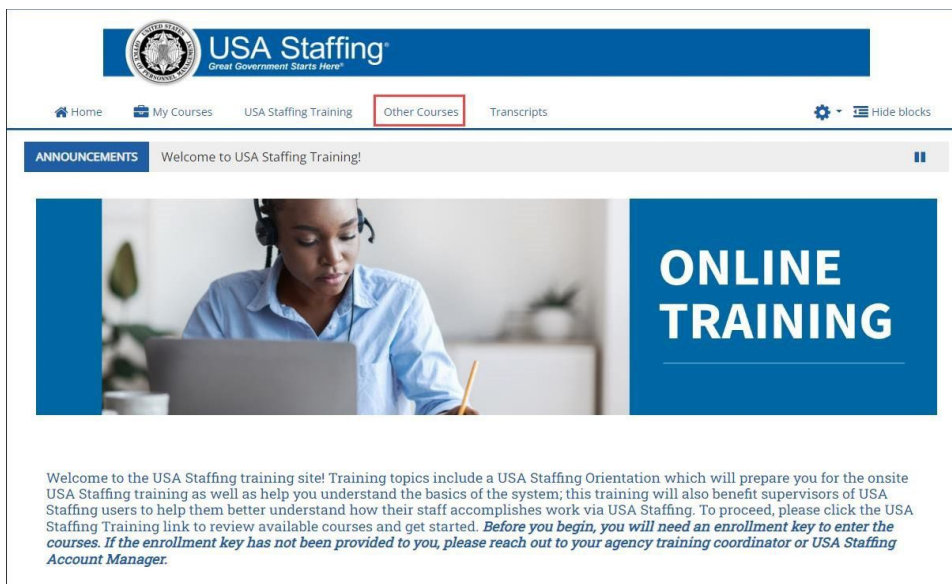 UNITED STATES
OFFICE OF PERSONNEL MANAGEMENT
USA Staffing®
Great Government Starts Here®
Home My Courses USA Staffing Training Other Courses Transcripts Hide blocks
ANNOUNCEMENTS Welcome to USA Staffing Training!
ONLINE
TRAINING
Welcome to the USA Staffing training site! Training topics include a USA Staffing Orientation which will prepare you for the onsite
USA Staffing training as well as help you understand the basics of the system; this training will also benefit supervisors of USA
Staffing users to help them better understand how their staff accomplishes work via USA Staffing. To proceed, please click the USA
Staffing Training link to review available courses and get started. Before you begin, you will need an enrollment key to enter the
courses. If the enrollment key has not been provided to you, please reach out to your agency training coordinator or USA Staffing
Account Manager.